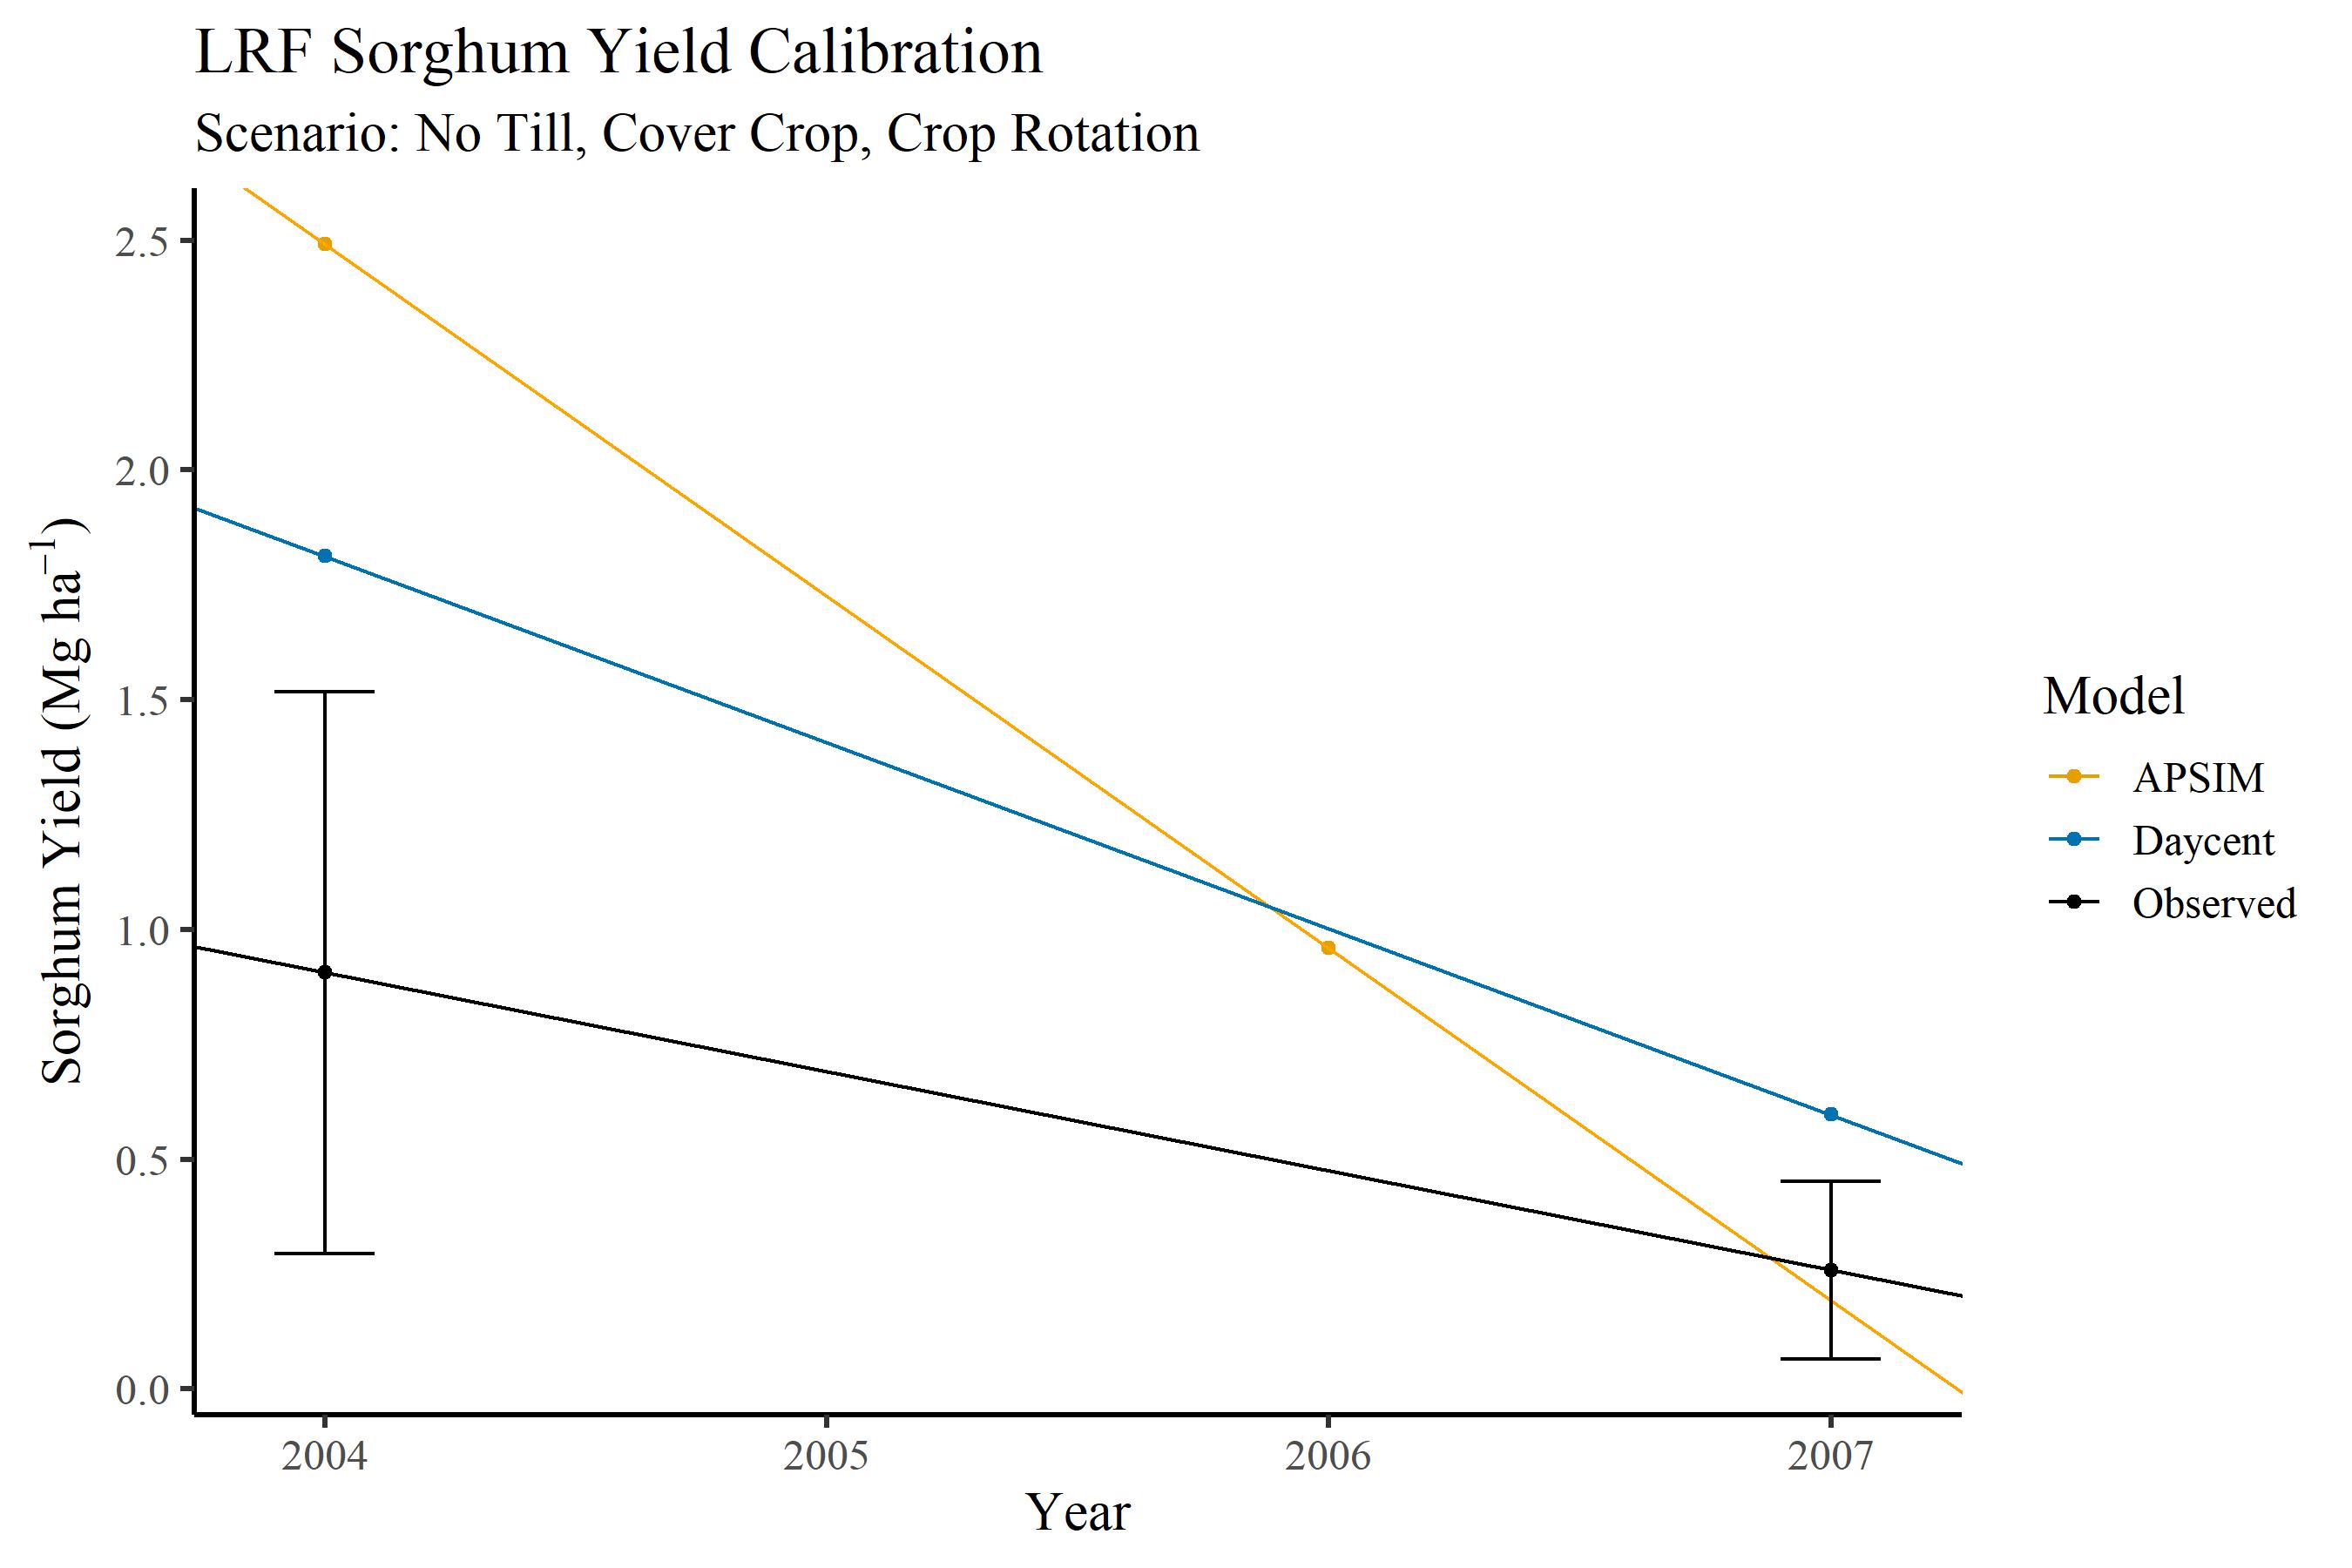 LRF Sorghum Yield Calibration
Scenario: No Till, Cover Crop, Crop Rotation
Sorghum Yield (Mg ha⁻¹)
2.5
2.0
1.5
1.0
0.5
0.0
2004 2005 2006 2007
Year
Model
APSIM
Daycent
Observed